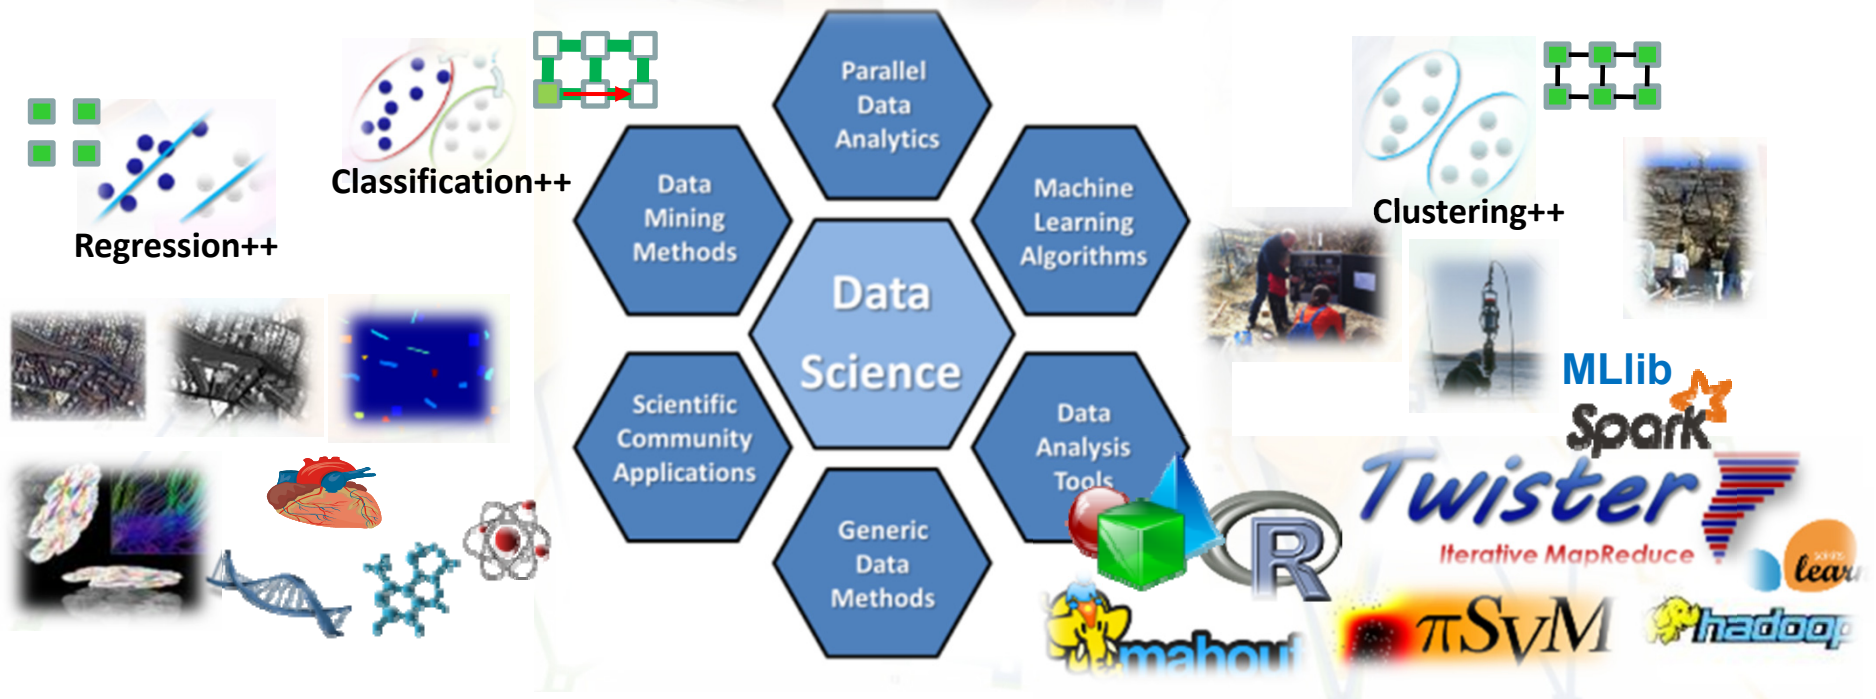 Parallel
Data
Analytics
Data
Mining
Methods
Machine
Learning
Algorithms
Data
Science
Scientific
Community
Applications
Data
Analysis
Tools
Generic
Data
Methods
Regression++
Classification++
Clustering++
MLlib
Spark
Twister
Iterative MapReduce
R
learn
mahout
πSVM
hadoop